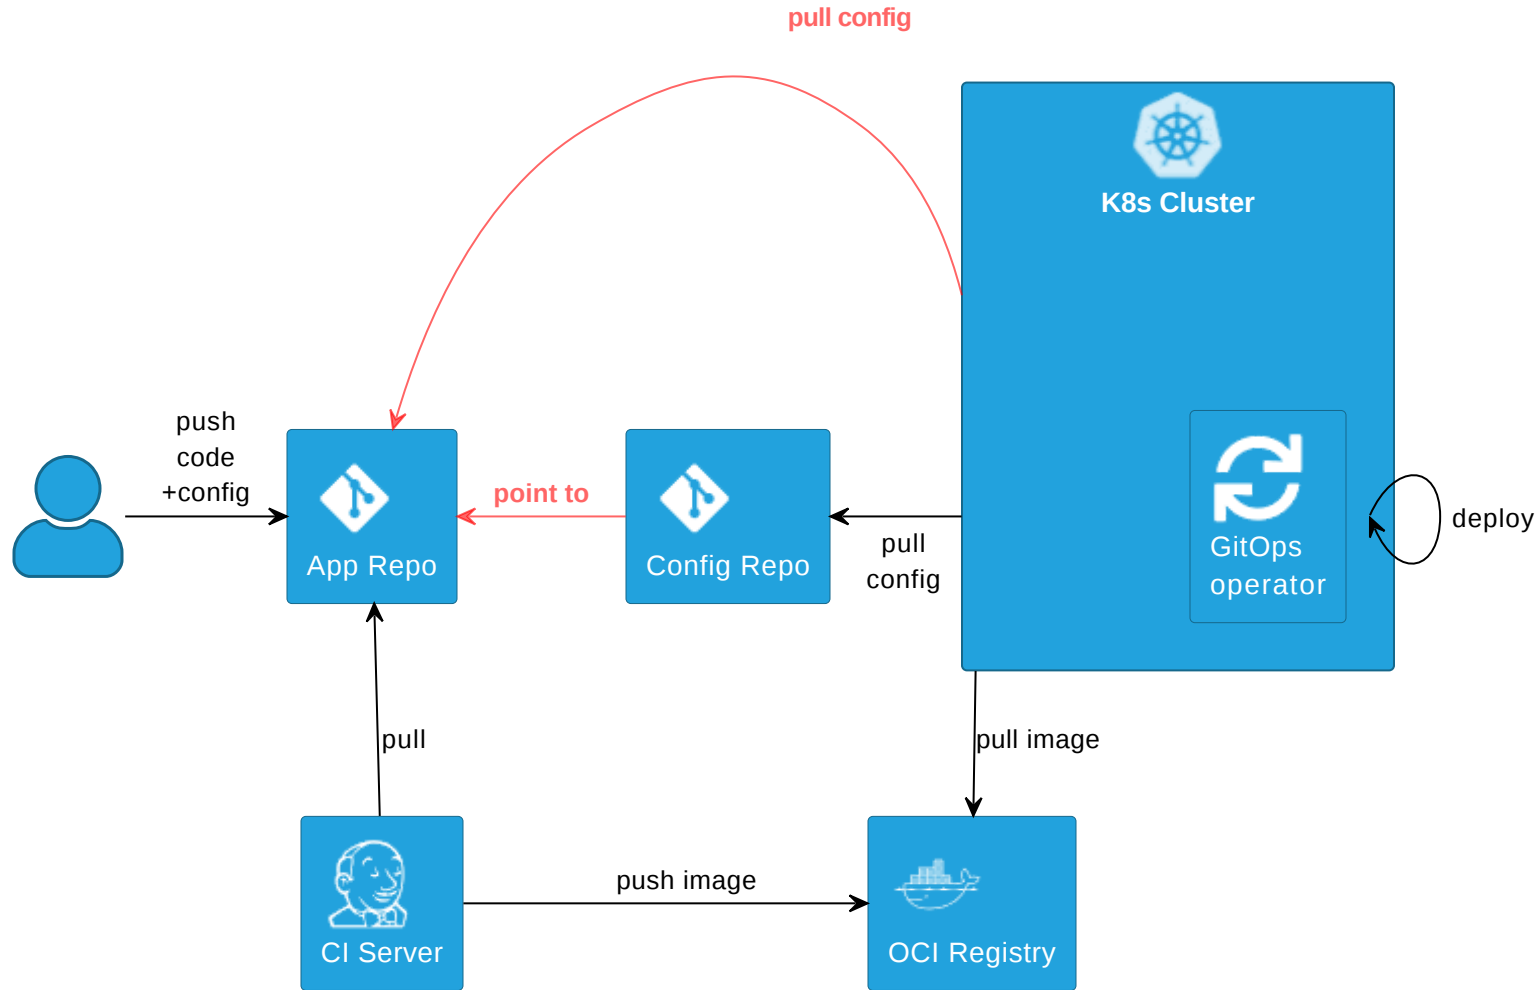 pull config
K8s Cluster
push
code
+config
point to
App Repo
Config Repo
pull
config
GitOps
operator
deploy
pull
pull image
push image
CI Server
OCI Registry